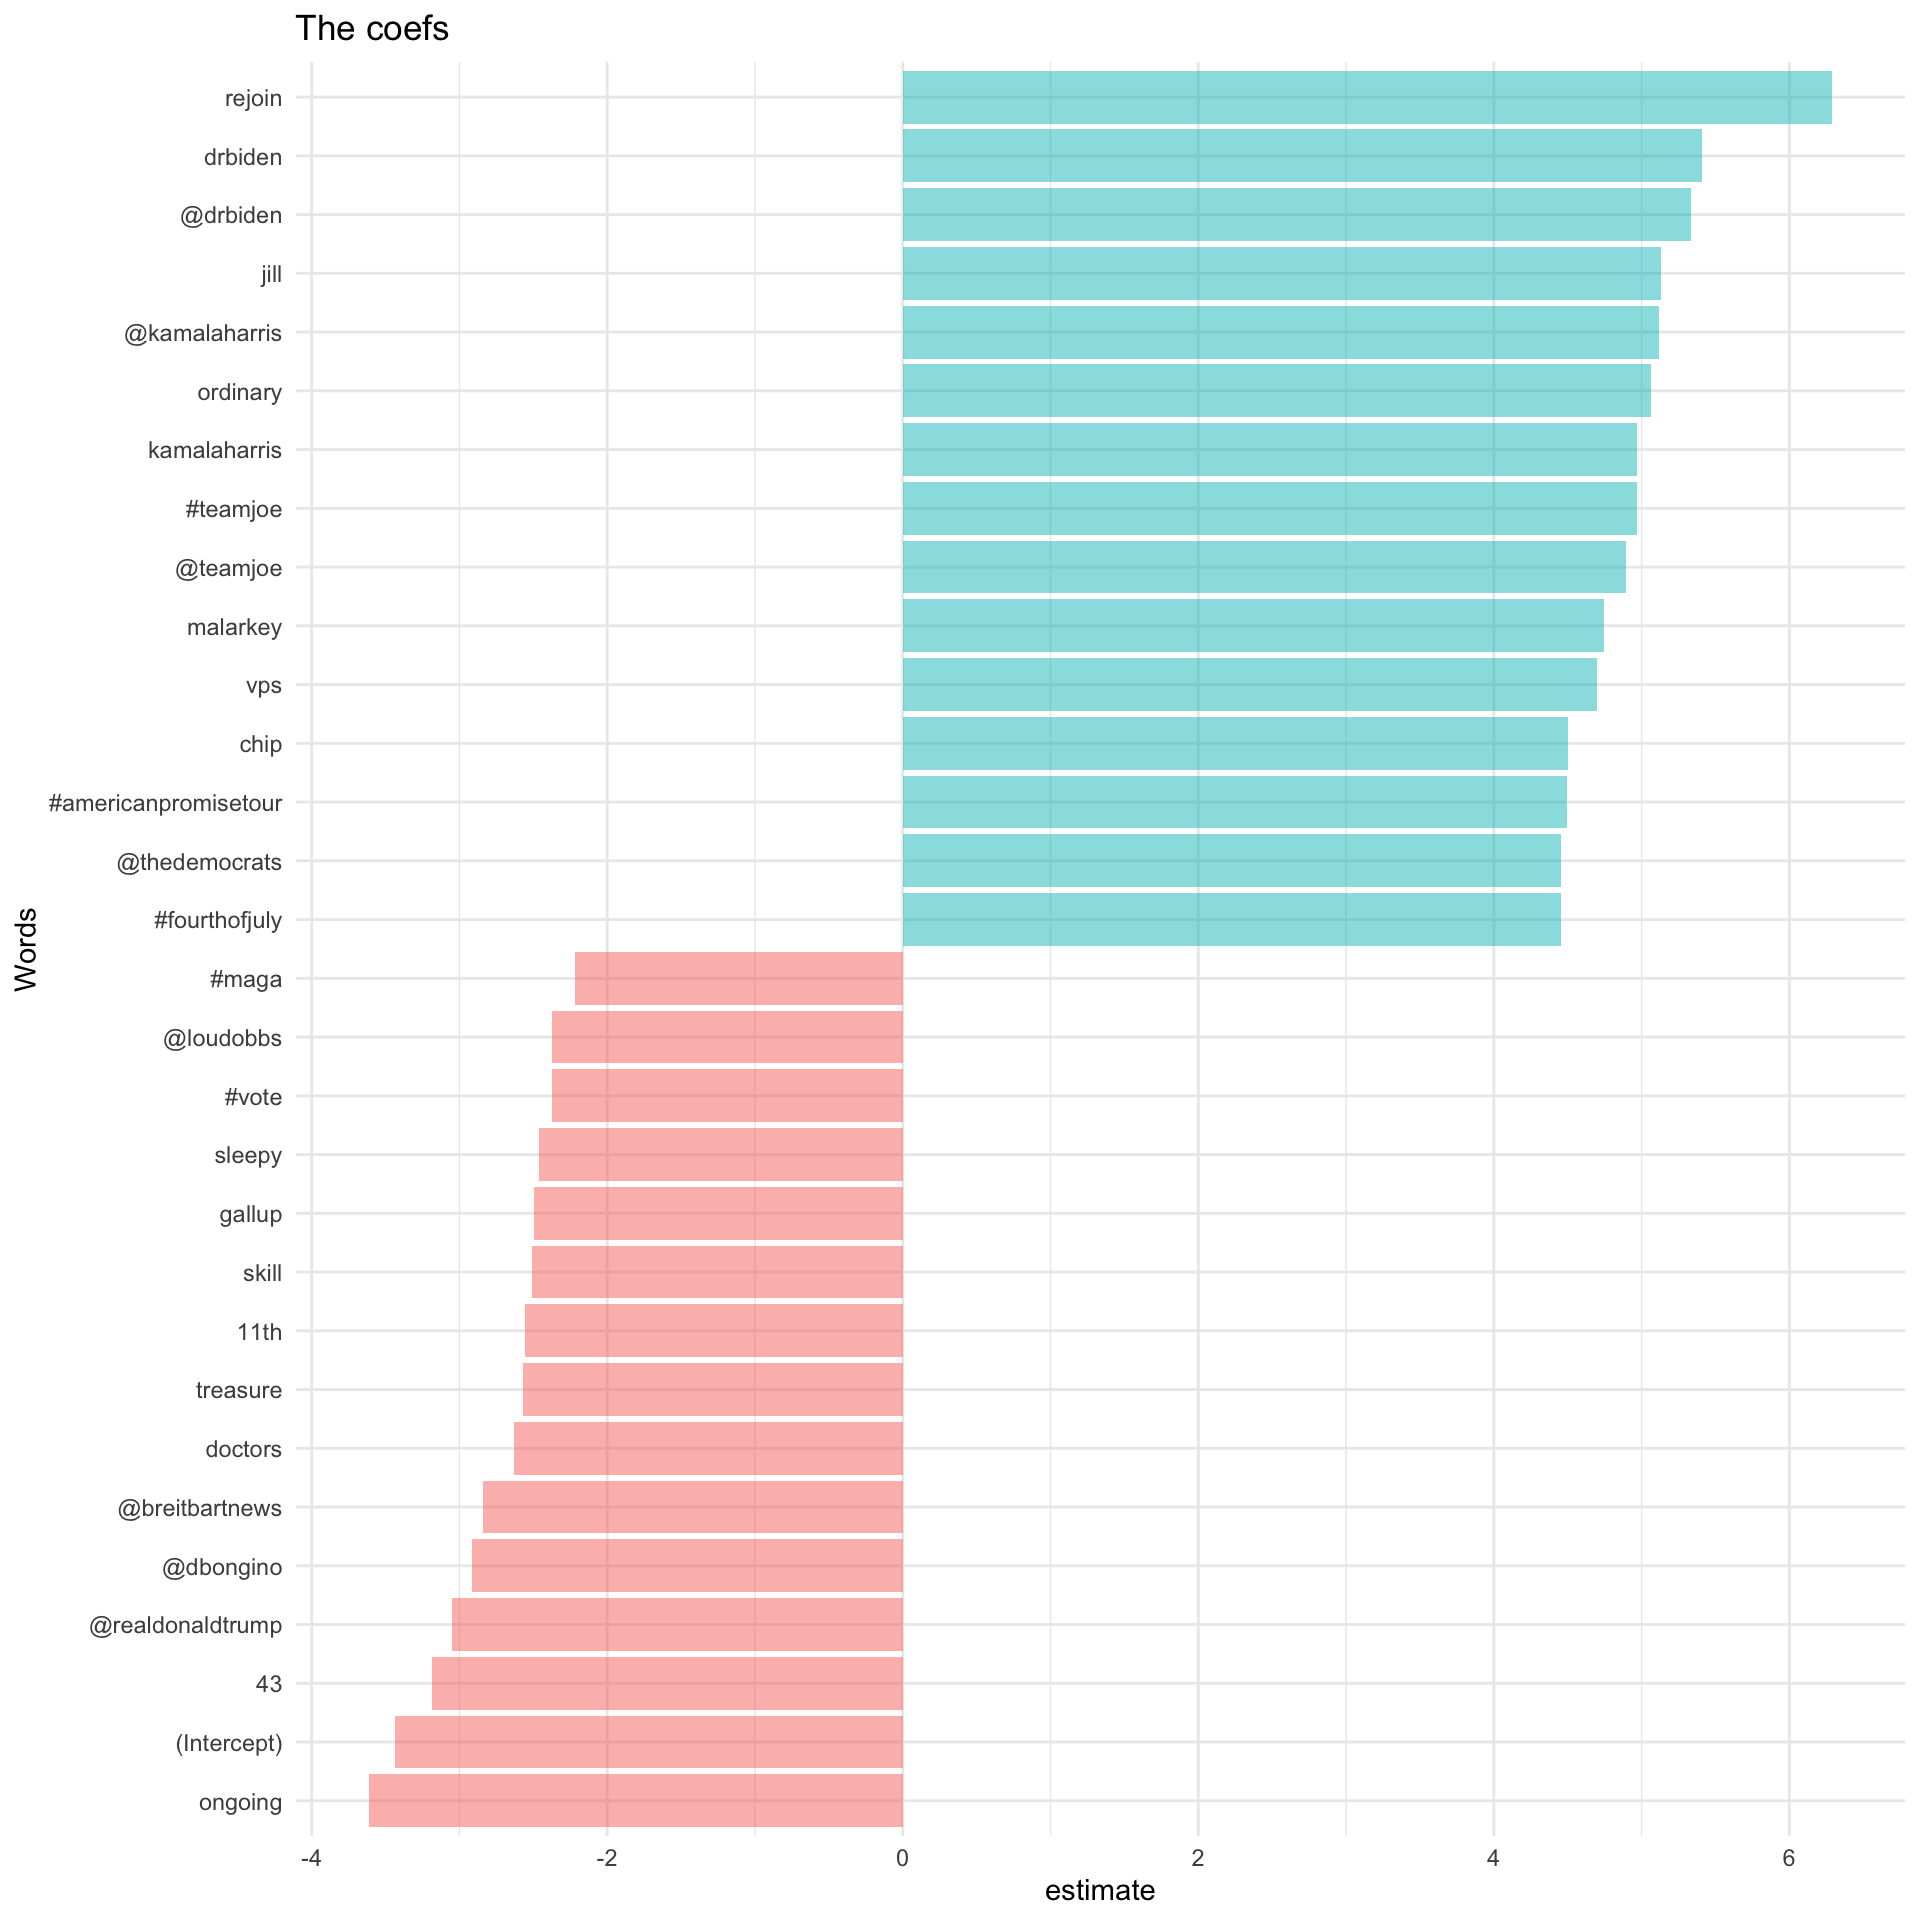 The coefs
rejoin
drbiden
@drbiden
jill
@kamalaharris
ordinary
kamalaharris
#teamjoe
@teamjoe
malarkey
vps
chip
#americanpromisetour
@thedemocrats
#fourthofjuly
#maga
@loudobbs
#vote
sleepy
gallup
skill
11th
treasure
doctors
@breitbartnews
@dbongino
@realdonaldtrump
43
(Intercept)
ongoing
Words
-4 -2 0 2 4 6
estimate